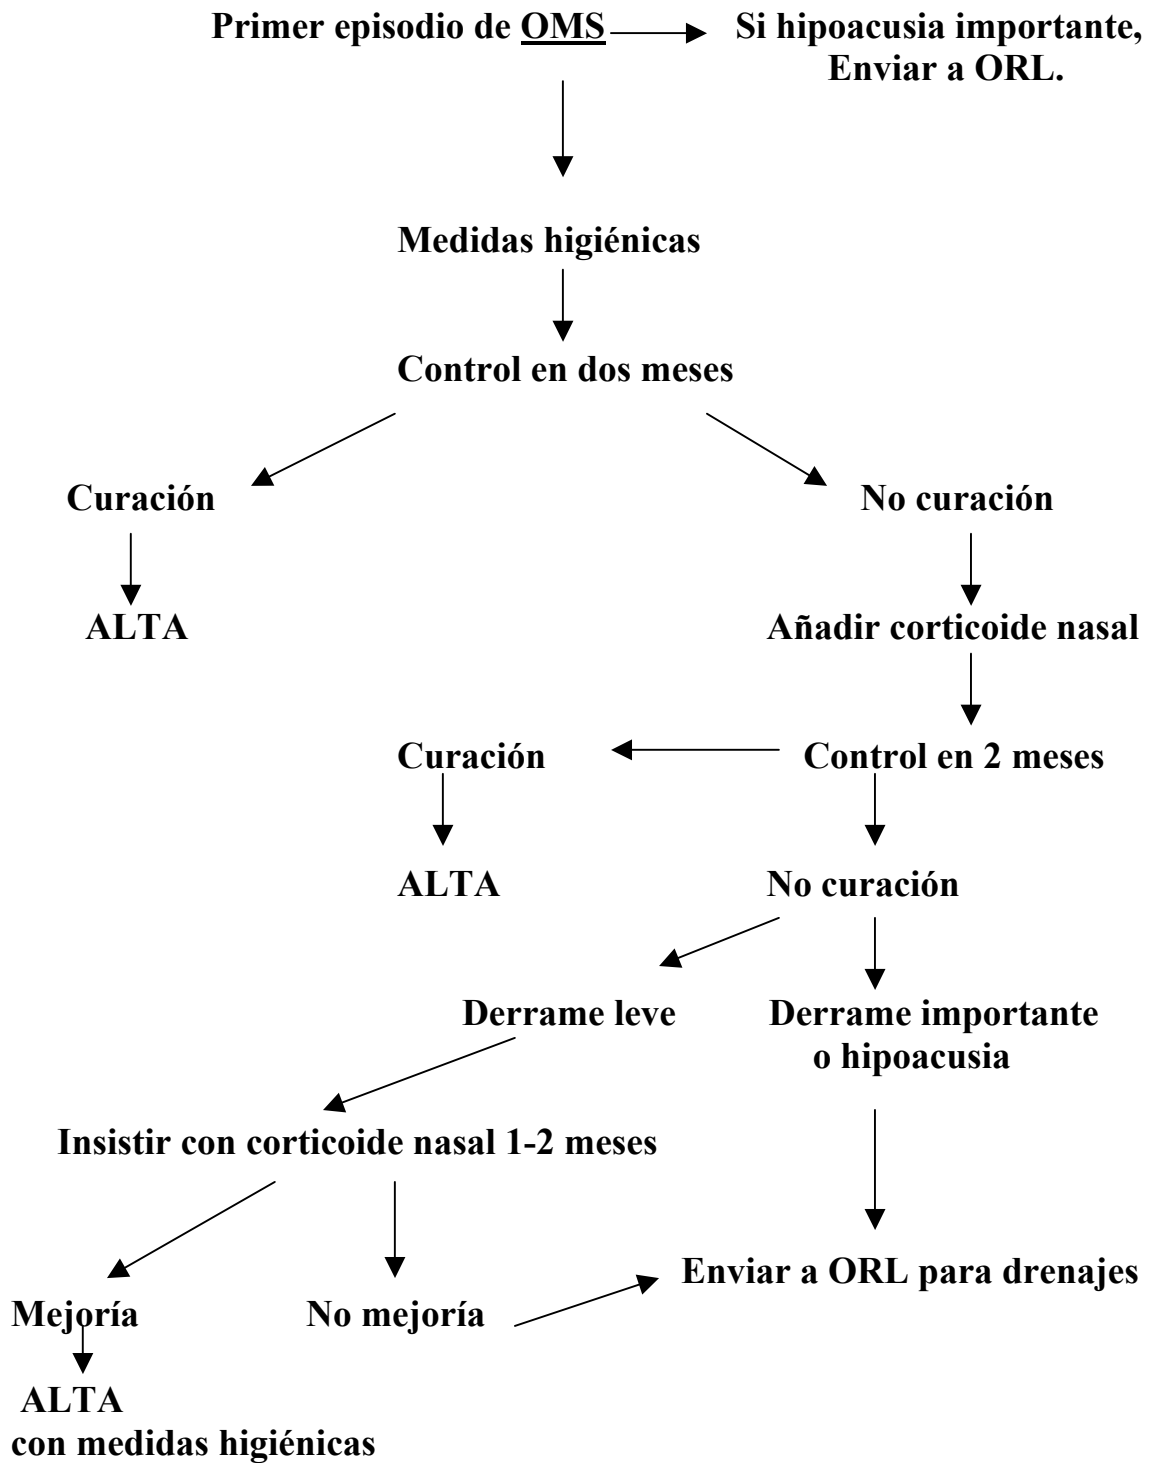 Primer episodio de OMS
Si hipoacusia importante,
Enviar a ORL.
Medidas higiénicas
Control en dos meses
Curación
No curación
ALTA
Añadir corticoide nasal
Curación
Control en 2 meses
ALTA
No curación
Derrame leve
Derrame importante
o hipoacusia
Insistir con corticoide nasal 1-2 meses
Enviar a ORL para drenajes
Mejoría
No mejoría
ALTA
con medidas higiénicas